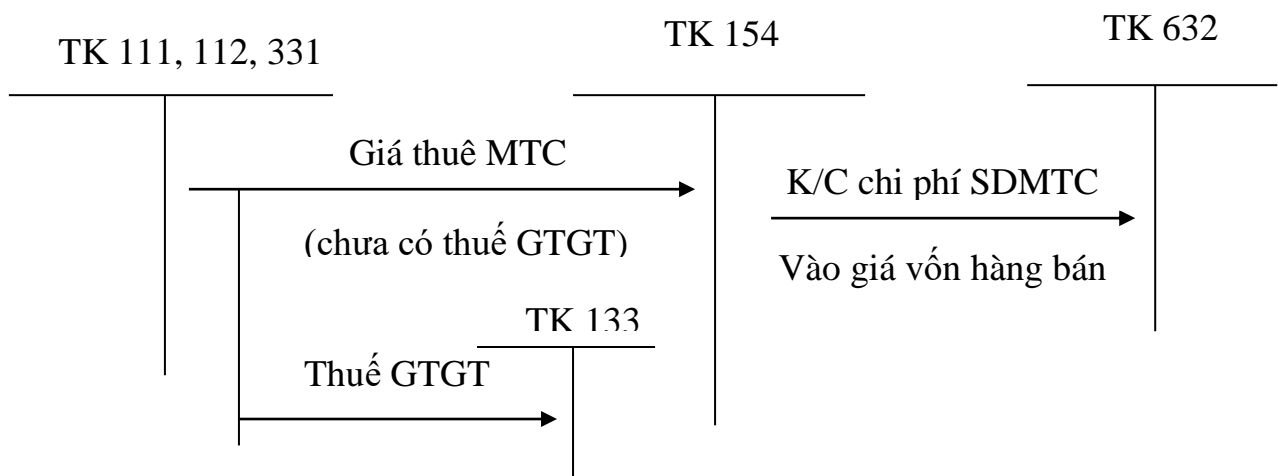 TK 111, 112, 331
TK 154
TK 632
Giá thuê MTC
(chưa có thuế GTGT)
K/C chi phí SDMTC
Vào giá vốn hàng bán
TK 133
Thuế GTGT